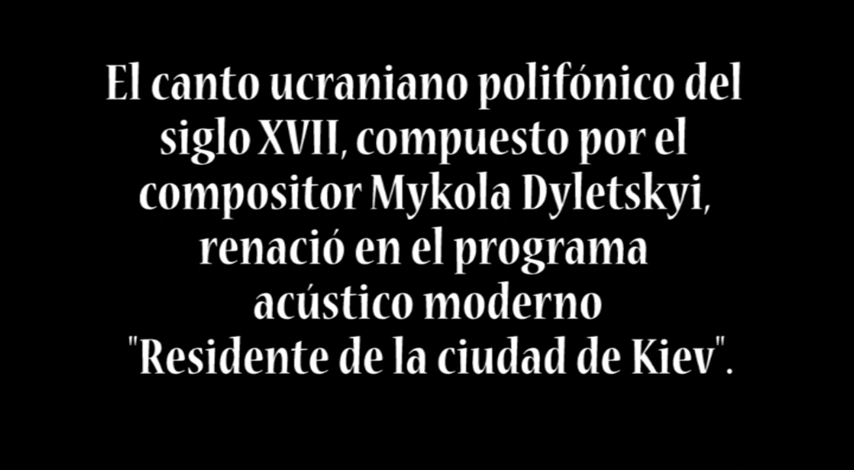 El canto ucraniano polifónico del
siglo XVII, compuesto por el
compositor Mykola Dyletskyi,
renació en el programa
acústico moderno
"Residente de la ciudad de Kiev".